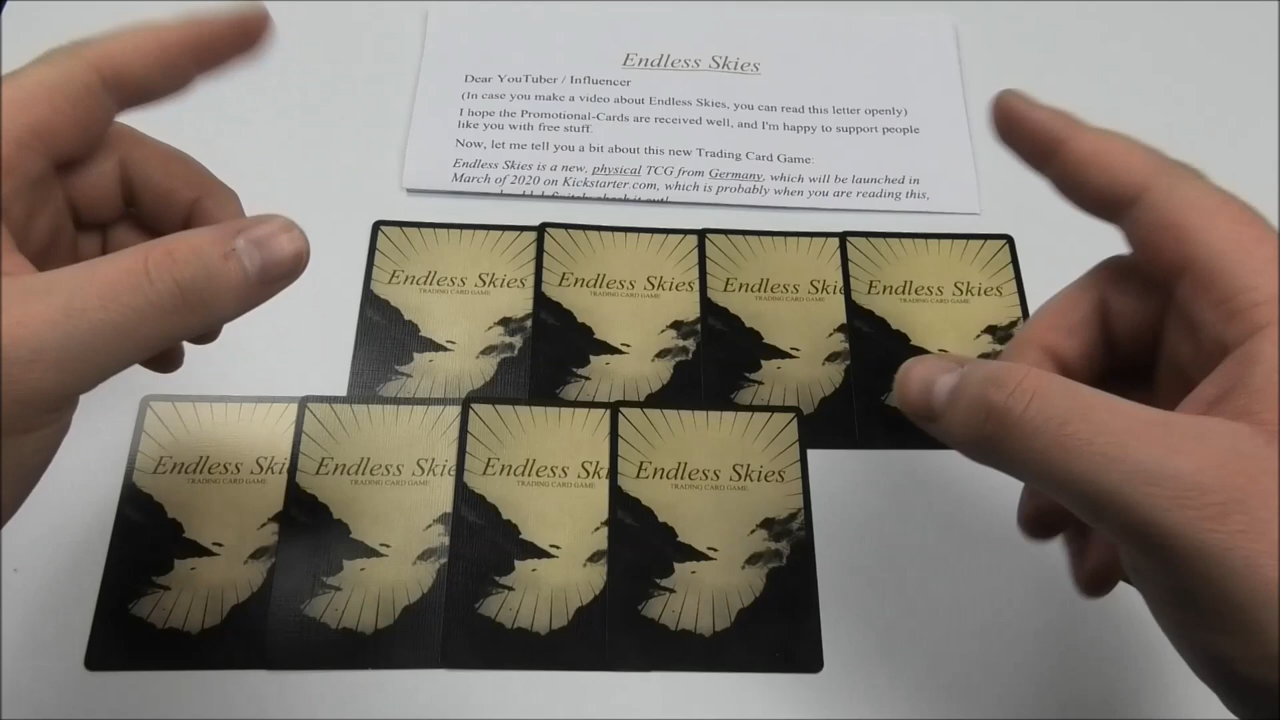 Endless Skies
Dear YouTuber / Influencer
(In case you make a video about Endless Skies, you can read this letter openly)
I hope the Promotional-Cards are received well, and I'm happy to support people
like you with free stuff.
Now, let me tell you a bit about this new Trading Card Game:
Endless Skies is a new, physical TCG from Germany, which will be launched in
March of 2020 on Kickstarter.com, which is probably when you are reading this,
Endless Skies
TRADING CARD GAME
Endless Skies
TRADING CARD GAME
Endless Skie
TRADING CARD GAME
Endless Skies
TRADING CARD GAME
Endless Ski
TRADING CARD GAME
Endless Skie
TRADING CARD GAME
Endless Sk
TRADING CARD GAME
Endless Skies
TRADING CARD GAME